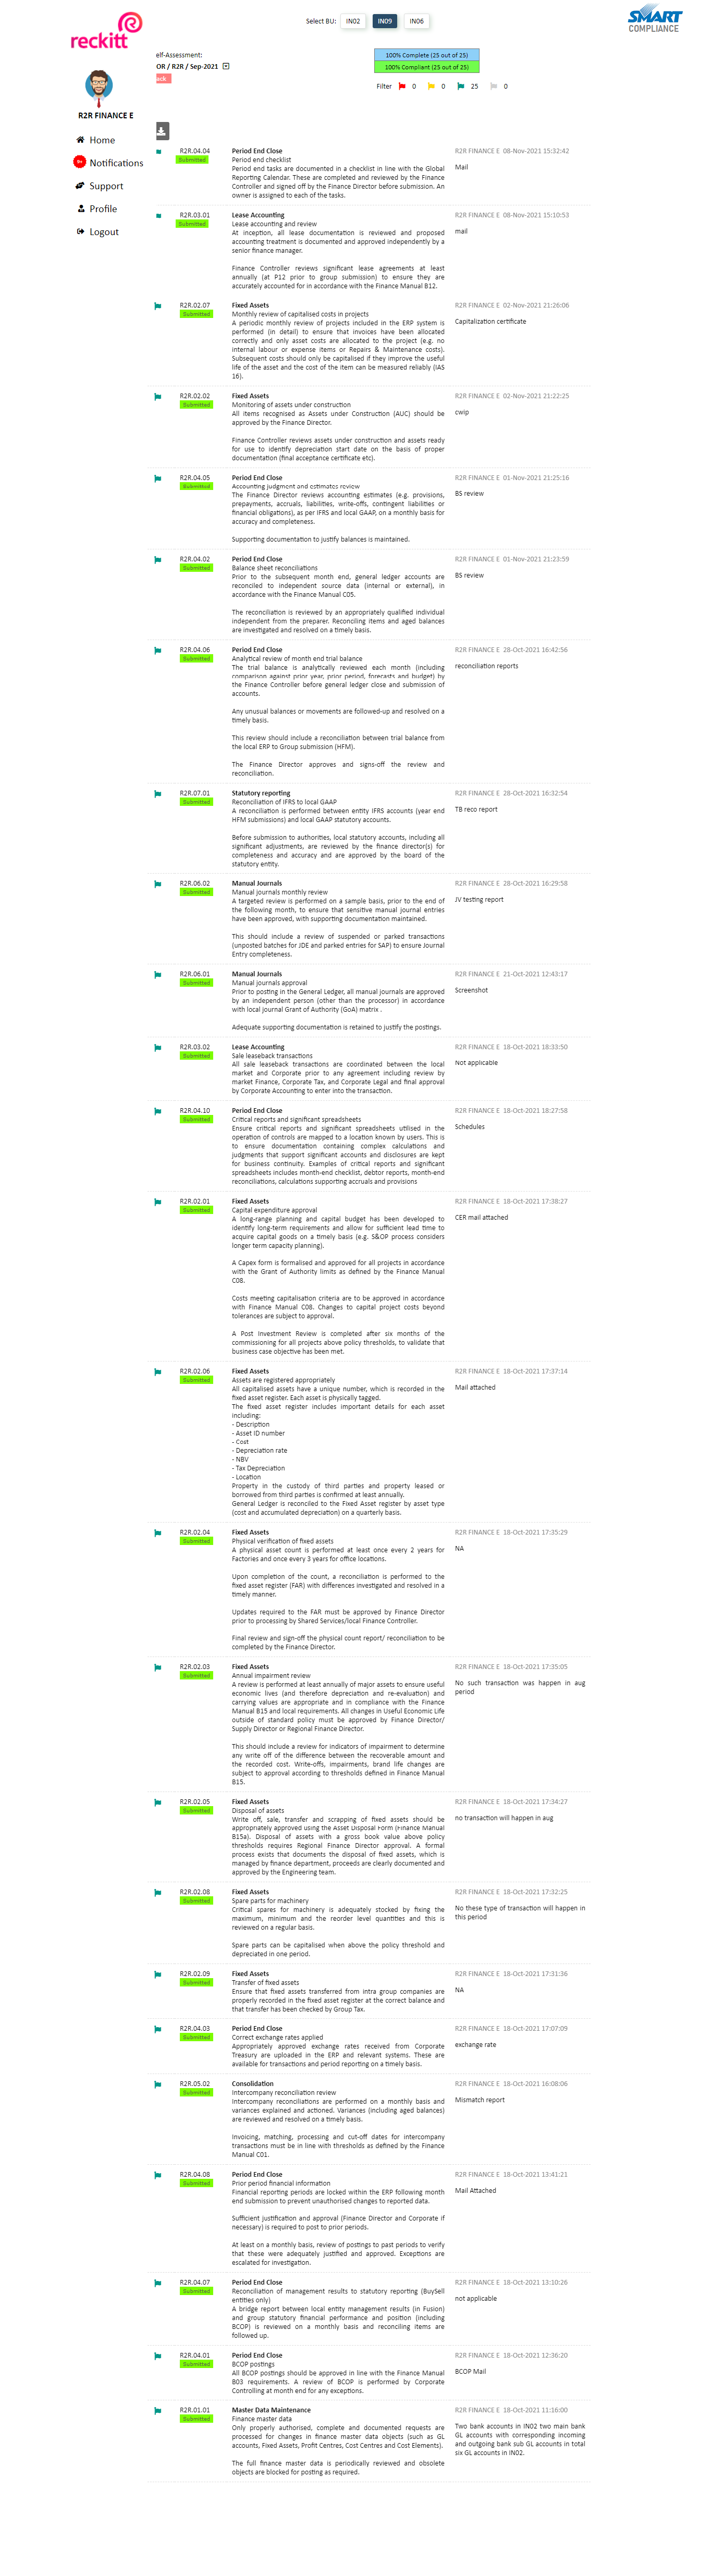 reckitt
Select BU: IN02 IN09 IN06
SMART
COMPLIANCE
elf-Assessment:
OR / R2R / Sep-2021
ack
100% Complete (25 out of 25)
100% Compliant (25 out of 25)
Filter 0 0 25 0
R2R FINANCE E
Home
9+ Notifications
Support
Profile
Logout
R2R.04.04
Submitted
Period End Close
Period end checklist
Period end tasks are documented in a checklist in line with the Global
Reporting Calendar. These are completed and reviewed by the Finance
Controller and signed off by the Finance Director before submission. An
owner is assigned to each of the tasks.
R2R FINANCE E 08-Nov-2021 15:32:42
Mail
R2R.03.01
Submitted
Lease Accounting
Lease accounting and review
At inception, all lease documentation is reviewed and proposed
accounting treatment is documented and approved independently by a
senior finance manager.
Finance Controller reviews significant lease agreements at least
annually (at P12 prior to group submission) to ensure they are
accurately accounted for in accordance with the Finance Manual B12.
R2R FINANCE E 08-Nov-2021 15:10:53
mail
R2R.02.07
Submitted
Fixed Assets
Monthly review of capitalised costs in projects
A periodic monthly review of projects included in the ERP system is
performed (in detail) to ensure that invoices have been allocated
correctly and only asset costs are allocated to the project (e.g. no
internal labour or expense items or Repairs & Maintenance costs).
Subsequent costs should only be capitalised if they improve the useful
life of the asset and the cost of the item can be measured reliably (IAS
16).
R2R FINANCE E 02-Nov-2021 21:26:06
Capitalization certificate
R2R.02.02
Submitted
Fixed Assets
Monitoring of assets under construction
All items recognised as Assets under Construction (AUC) should be
approved by the Finance Director.
Finance Controller reviews assets under construction and assets ready
for use to identify depreciation start date on the basis of proper
documentation (final acceptance certificate etc).
R2R FINANCE E 02-Nov-2021 21:22:25
cwip
R2R.04.05
Submitted
Period End Close
Accounting judgment and estimates review
The Finance Director reviews accounting estimates (e.g. provisions,
prepayments, accruals, liabilities, write-offs, contingent liabilities or
financial obligations), as per IFRS and local GAAP, on a monthly basis for
accuracy and completeness.
Supporting documentation to justify balances is maintained.
R2R FINANCE E 01-Nov-2021 21:25:16
BS review
R2R.04.02
Submitted
Period End Close
Balance sheet reconciliations
Prior to the subsequent month end, general ledger accounts are
reconciled to independent source data (internal or external), in
accordance with the Finance Manual C05.
The reconciliation is reviewed by an appropriately qualified individual
independent from the preparer. Reconciling items and aged balances
are investigated and resolved on a timely basis.
R2R FINANCE E 01-Nov-2021 21:23:59
BS review
R2R.04.06
Submitted
Period End Close
Analytical review of month end trial balance
The trial balance is analytically reviewed each month (including
comparison against prior year, prior period, forecasts and budget) by
the Finance Controller before general ledger close and submission of
accounts.
Any unusual balances or movements are followed-up and resolved on a
timely basis.
This review should include a reconciliation between trial balance from
the local ERP to Group submission (HFM).
The Finance Director approves and signs-off the review and
reconciliation.
R2R FINANCE E 28-Oct-2021 16:42:56
reconciliation reports
R2R.07.01
Submitted
Statutory reporting
Reconciliation of IFRS to local GAAP
A reconciliation is performed between entity IFRS accounts (year end
HFM submissions) and local GAAP statutory accounts.
Before submission to authorities, local statutory accounts, including all
significant adjustments, are reviewed by the finance director(s) for
completeness and accuracy and are approved by the board of the
statutory entity.
R2R FINANCE E 28-Oct-2021 16:32:54
TB reco report
R2R.06.02
Submitted
Manual Journals
Manual journals monthly review
A targeted review is performed on a sample basis, prior to the end of
the following month, to ensure that sensitive manual journal entries
have been approved, with supporting documentation maintained.
This should include a review of suspended or parked transactions
(unposted batches for JDE and parked entries for SAP) to ensure Journal
Entry completeness.
R2R FINANCE E 28-Oct-2021 16:29:58
JV testing report
R2R.06.01
Submitted
Manual Journals
Manual journals approval
Prior to posting in the General Ledger, all manual journals are approved
by an independent person (other than the processor) in accordance
with local journal Grant of Authority (GoA) matrix .
Adequate supporting documentation is retained to justify the postings.
R2R FINANCE E 21-Oct-2021 12:43:17
Screenshot
R2R.03.02
Submitted
Lease Accounting
Sale leaseback transactions
All sale leaseback transactions are coordinated between the local
market and Corporate prior to any agreement including review by
market Finance, Corporate Tax, and Corporate Legal and final approval
by Corporate Accounting to enter into the transaction.
R2R FINANCE E 18-Oct-2021 18:33:50
Not applicable
R2R.04.10
Submitted
Period End Close
Critical reports and significant spreadsheets
Ensure critical reports and significant spreadsheets utilised in the
operation of controls are mapped to a location known by users. This is
to ensure documentation containing complex calculations and
judgments that support significant accounts and disclosures are kept
for business continuity. Examples of critical reports and significant
spreadsheets includes month-end checklist, debtor reports, month-end
reconciliations, calculations supporting accruals and provisions
R2R FINANCE E 18-Oct-2021 18:27:58
Schedules
R2R.02.01
Submitted
Fixed Assets
Capital expenditure approval
A long-range planning and capital budget has been developed to
identify long-term requirements and allow for sufficient lead time to
acquire capital goods on a timely basis (e.g. S&OP process considers
longer term capacity planning).
A Capex form is formalised and approved for all projects in accordance
with the Grant of Authority limits as defined by the Finance Manual
C08.
Costs meeting capitalisation criteria are to be approved in accordance
with Finance Manual C08. Changes to capital project costs beyond
tolerances are subject to approval.
A Post Investment Review is completed after six months of the
commissioning for all projects above policy thresholds, to validate that
business case objective has been met.
R2R FINANCE E 18-Oct-2021 17:38:27
CER mail attached
R2R.02.06
Submitted
Fixed Assets
Assets are registered appropriately
All capitalised assets have a unique number, which is recorded in the
fixed asset register. Each asset is physically tagged.
The fixed asset register includes important details for each asset
including:
- Description
- Asset ID number
- Cost
- Depreciation rate
- NBV
- Tax Depreciation
- Location
Property in the custody of third parties and property leased or
borrowed from third parties is confirmed at least annually.
General Ledger is reconciled to the Fixed Asset register by asset type
(cost and accumulated depreciation) on a quarterly basis.
R2R FINANCE E 18-Oct-2021 17:37:14
Mail attached
R2R.02.04
Submitted
Fixed Assets
Physical verification of fixed assets
A physical asset count is performed at least once every 2 years for
Factories and once every 3 years for office locations.
Upon completion of the count, a reconciliation is performed to the
fixed asset register (FAR) with differences investigated and resolved in a
timely manner.
Updates required to the FAR must be approved by Finance Director
prior to processing by Shared Services/local Finance Controller.
Final review and sign-off the physical count report/ reconciliation to be
completed by the Finance Director.
R2R FINANCE E 18-Oct-2021 17:35:29
NA
R2R.02.03
Submitted
Fixed Assets
Annual impairment review
A review is performed at least annually of major assets to ensure useful
economic lives (and therefore depreciation and re-evaluation) and
carrying values are appropriate and in compliance with the Finance
Manual B15 and local requirements. All changes in Useful Economic Life
outside of standard policy must be approved by Finance Director/
Supply Director or Regional Finance Director.
This should include a review for indicators of impairment to determine
any write off of the difference between the recoverable amount and
the recorded cost. Write-offs, impairments, brand life changes are
subject to approval according to thresholds defined in Finance Manual
B15.
R2R FINANCE E 18-Oct-2021 17:35:05
No such transaction was happen in aug
period
R2R.02.05
Submitted
Fixed Assets
Disposal of assets
Write off, sale, transfer and scrapping of fixed assets should be
appropriately approved using the Asset Disposal Form (Finance Manual
B15a). Disposal of assets with a gross book value above policy
thresholds requires Regional Finance Director approval. A formal
process exists that documents the disposal of fixed assets, which is
managed by finance department, proceeds are clearly documented and
approved by the Engineering team.
R2R FINANCE E 18-Oct-2021 17:34:27
no transaction will happen in aug
R2R.02.08
Submitted
Fixed Assets
Spare parts for machinery
Critical spares for machinery is adequately stocked by fixing the
maximum, minimum and the reorder level quantities and this is
reviewed on a regular basis.
Spare parts can be capitalised when above the policy threshold and
depreciated in one period.
R2R FINANCE E 18-Oct-2021 17:32:25
No these type of transaction will happen in
this period
R2R.02.09
Submitted
Fixed Assets
Transfer of fixed assets
Ensure that fixed assets transferred from intra group companies are
properly recorded in the fixed asset register at the correct balance and
that transfer has been checked by Group Tax.
R2R FINANCE E 18-Oct-2021 17:31:36
NA
R2R.04.03
Submitted
Period End Close
Correct exchange rates applied
Appropriately approved exchange rates received from Corporate
Treasury are uploaded in the ERP and relevant systems. These are
available for transactions and period reporting on a timely basis.
R2R FINANCE E 18-Oct-2021 17:07:09
exchange rate
R2R.05.02
Submitted
Consolidation
Intercompany reconciliation review
Intercompany reconciliations are performed on a monthly basis and
variances explained and actioned. Variances (including aged balances)
are reviewed and resolved on a timely basis.
Invoicing, matching, processing and cut-off dates for intercompany
transactions must be in line with thresholds as defined by the Finance
Manual C01.
R2R FINANCE E 18-Oct-2021 16:08:06
Mismatch report
R2R.04.08
Submitted
Period End Close
Prior period financial information
Financial reporting periods are locked within the ERP following month
end submission to prevent unauthorised changes to reported data.
Sufficient justification and approval (Finance Director and Corporate if
necessary) is required to post to prior periods.
At least on a monthly basis, review of postings to past periods to verify
that these were adequately justified and approved. Exceptions are
escalated for investigation.
R2R FINANCE E 18-Oct-2021 13:41:21
Mail Attached
R2R.04.07
Submitted
Period End Close
Reconciliation of management results to statutory reporting (BuySell
entities only)
A bridge report between local entity management results (in Fusion)
and group statutory financial performance and position (including
BCOP) is reviewed on a monthly basis and reconciling items are
followed up.
R2R FINANCE E 18-Oct-2021 13:10:26
not applicable
R2R.04.01
Submitted
Period End Close
BCOP postings
All BCOP postings should be approved in line with the Finance Manual
B03 requirements. A review of BCOP is performed by Corporate
Controlling at month end for any exceptions.
R2R FINANCE E 18-Oct-2021 12:36:20
BCOP Mail
R2R.01.01
Submitted
Master Data Maintenance
Finance master data
Only properly authorised, complete and documented requests are
processed for changes in finance master data objects (such as GL
accounts, Fixed Assets, Profit Centres, Cost Centres and Cost Elements).
The full finance master data is periodically reviewed and obsolete
objects are blocked for posting as required.
R2R FINANCE E 18-Oct-2021 11:16:00
Two bank accounts in IN02 two main bank
GL accounts with corresponding incoming
and outgoing bank sub GL accounts in total
six GL accounts in IN02.